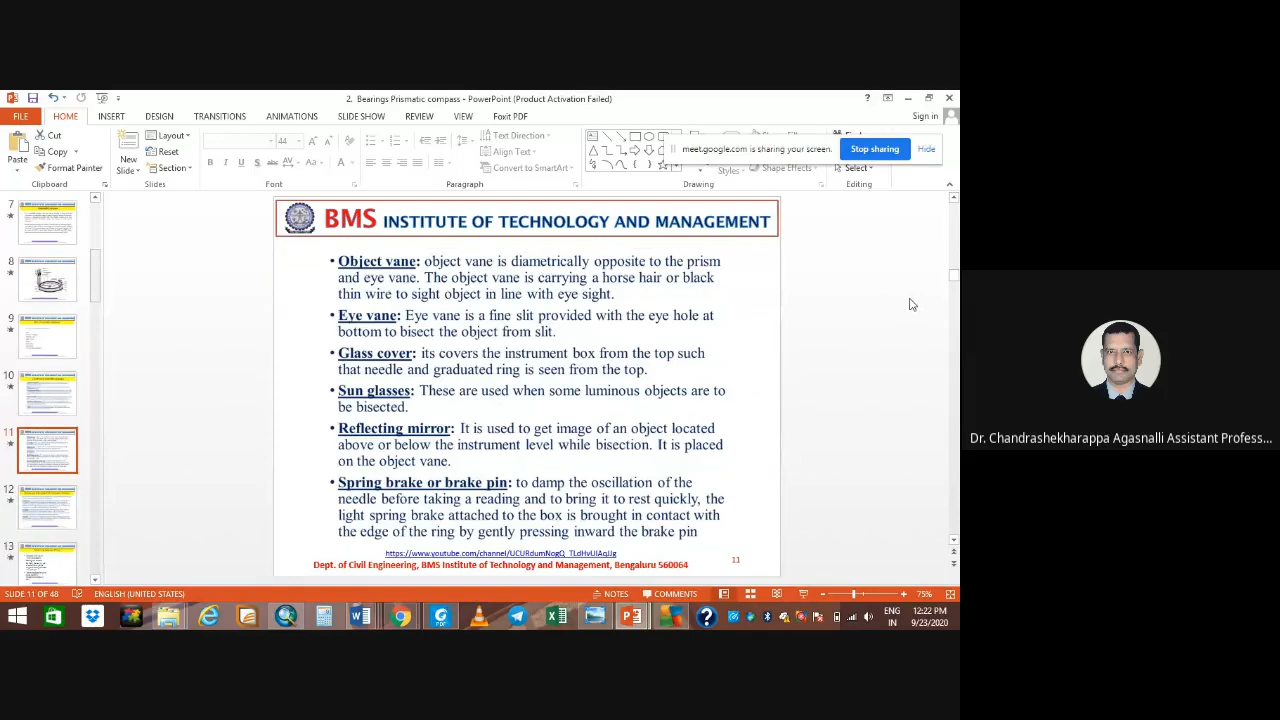 2. Bearings Prismatic compass - PowerPoint (Product Activation Failed)
FILE HOME INSERT DESIGN TRANSITIONS ANIMATIONS SLIDE SHOW REVIEW VIEW Foxit PDF Sign in
Paste
Cut
Copy
Format Painter
Clipboard
New
Slide
Layout
Reset
Section
Slides
44
Font
Text Direction
Align Text
Convert to SmartArt
Paragraph
Styles
Shape Effects
Drawing
Select
Editing
meet.google.com is sharing your screen. Stop sharing Hide
7
8
9
10
11
12
13
BMS INSTITUTE OF TECHNOLOGY AND MANAGEMENT
• Object vane: object vane is diametrically opposite to the prism
and eye vane. The object vane is carrying a horse hair or black
thin wire to sight object in line with eye sight.
• Eye vane: Eye vane is a fine slit provided with the eye hole at
bottom to bisect the object from slit.
• Glass cover: its covers the instrument box from the top such
that needle and graduated ring is seen from the top.
• Sun glasses: These are used when some luminous objects are to
be bisected.
• Reflecting mirror: It is used to get image of an object located
above or below the instrument level while bisection. It is placed
on the object vane.
• Spring brake or brake pin: to damp the oscillation of the
needle before taking a reading and to bring it to rest quickly, the
light spring brake attached to the box is brought in contact with
the edge of the ring by gently pressing inward the brake pin
Dept. of Civil Engineering, BMS Institute of Technology and Management, Bengaluru 560064
11
SLIDE 11 OF 48 ENGLISH (UNITED STATES) NOTES COMMENTS 75%
ENG
IN
12:22 PM
9/23/2020
Dr. Chandrashekharappa Agasnalli Assistant Profess...